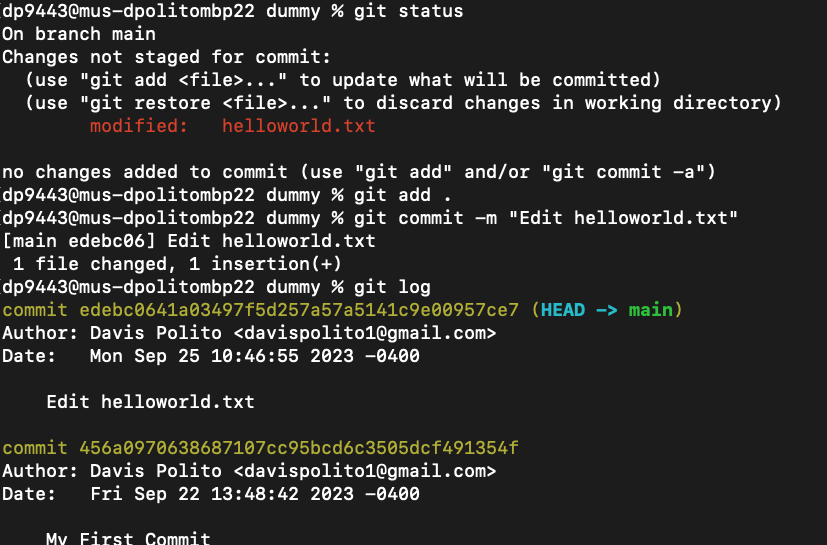 dp9443@mus-dpolitombp22 dummy % git status
On branch main
Changes not staged for commit:
  (use "git add <file>..." to update what will be committed)
  (use "git restore <file>..." to discard changes in working directory)
        modified:   helloworld.txt

no changes added to commit (use "git add" and/or "git commit -a")
dp9443@mus-dpolitombp22 dummy % git add .
dp9443@mus-dpolitombp22 dummy % git commit -m "Edit helloworld.txt"
[main edebc06] Edit helloworld.txt
 1 file changed, 1 insertion(+)
dp9443@mus-dpolitombp22 dummy % git log
commit edebc0641a03497f5d257a57a5141c9e00957ce7 (HEAD -> main)
Author: Davis Polito <davispolito1@gmail.com>
Date:   Mon Sep 25 10:46:55 2023 -0400

    Edit helloworld.txt

commit 456a0970638687107cc95bcd6c3505dcf491354f
Author: Davis Polito <davispolito1@gmail.com>
Date:   Fri Sep 22 13:48:42 2023 -0400

    My First Commit